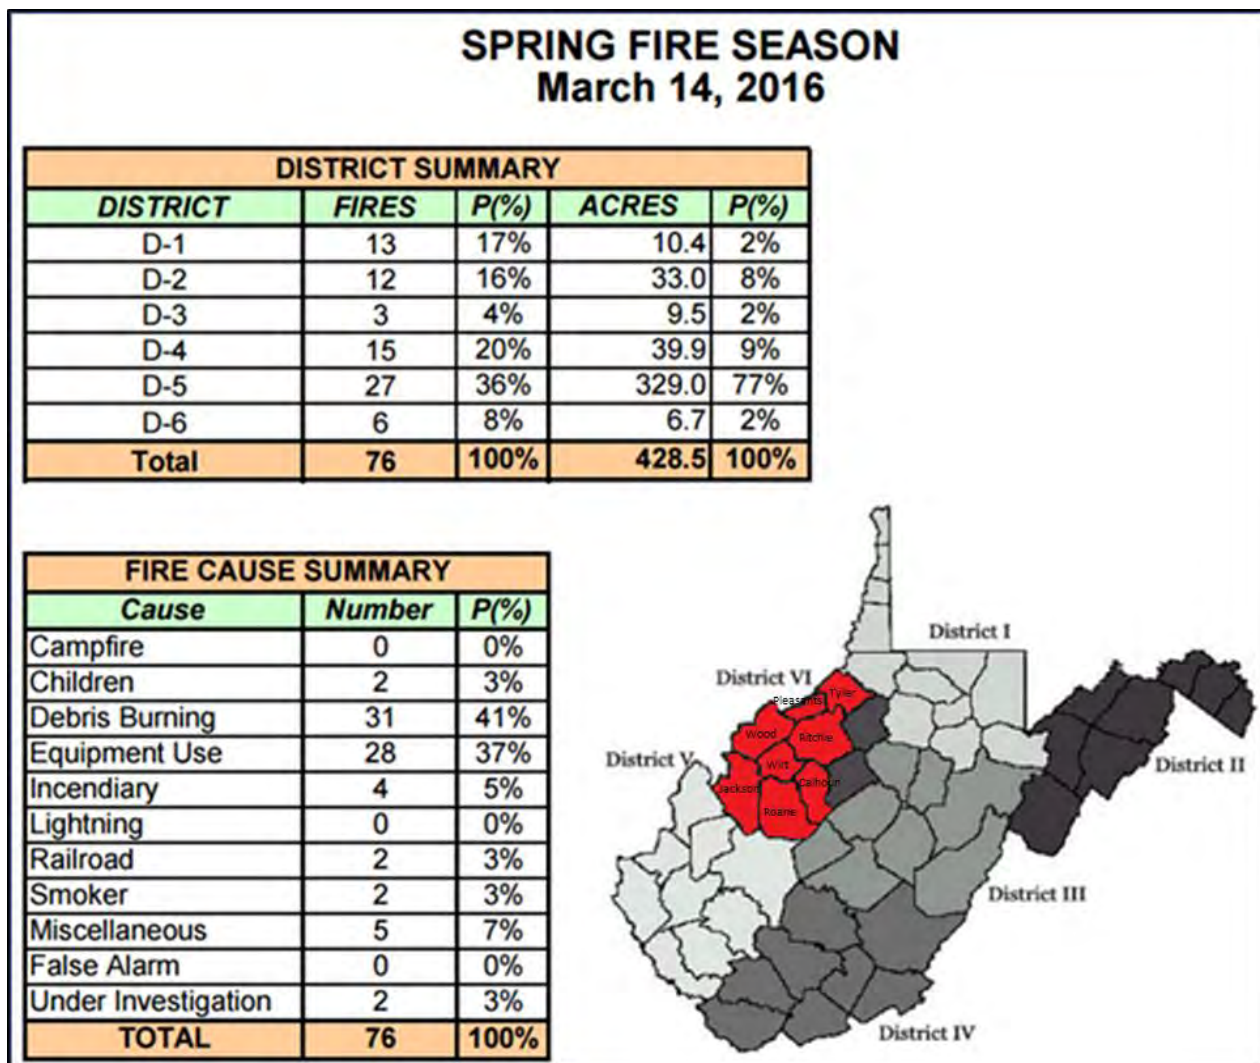 SPRING FIRE SEASON
March 14, 2016
DISTRICT SUMMARY
DISTRICT FIRES P(%) ACRES P(%)
D-1 13 17% 10.4 2%
D-2 12 16% 33.0 8%
D-3 3 4% 9.5 2%
D-4 15 20% 39.9 9%
D-5 27 36% 329.0 77%
D-6 6 8% 6.7 2%
Total 76 100% 428.5 100%
FIRE CAUSE SUMMARY
Cause Number P(%)
Campfire 0 0%
Children 2 3%
Debris Burning 31 41%
Equipment Use 28 37%
Incendiary 4 5%
Lightning 0 0%
Railroad 2 3%
Smoker 2 3%
Miscellaneous 5 7%
False Alarm 0 0%
Under Investigation 2 3%
TOTAL 76 100%
District I
District VI
Tyler
Pleasants
Wood
Ritchie
District V
Wirt
District II
Calhoun
Jackson
Roane
District III
District IV